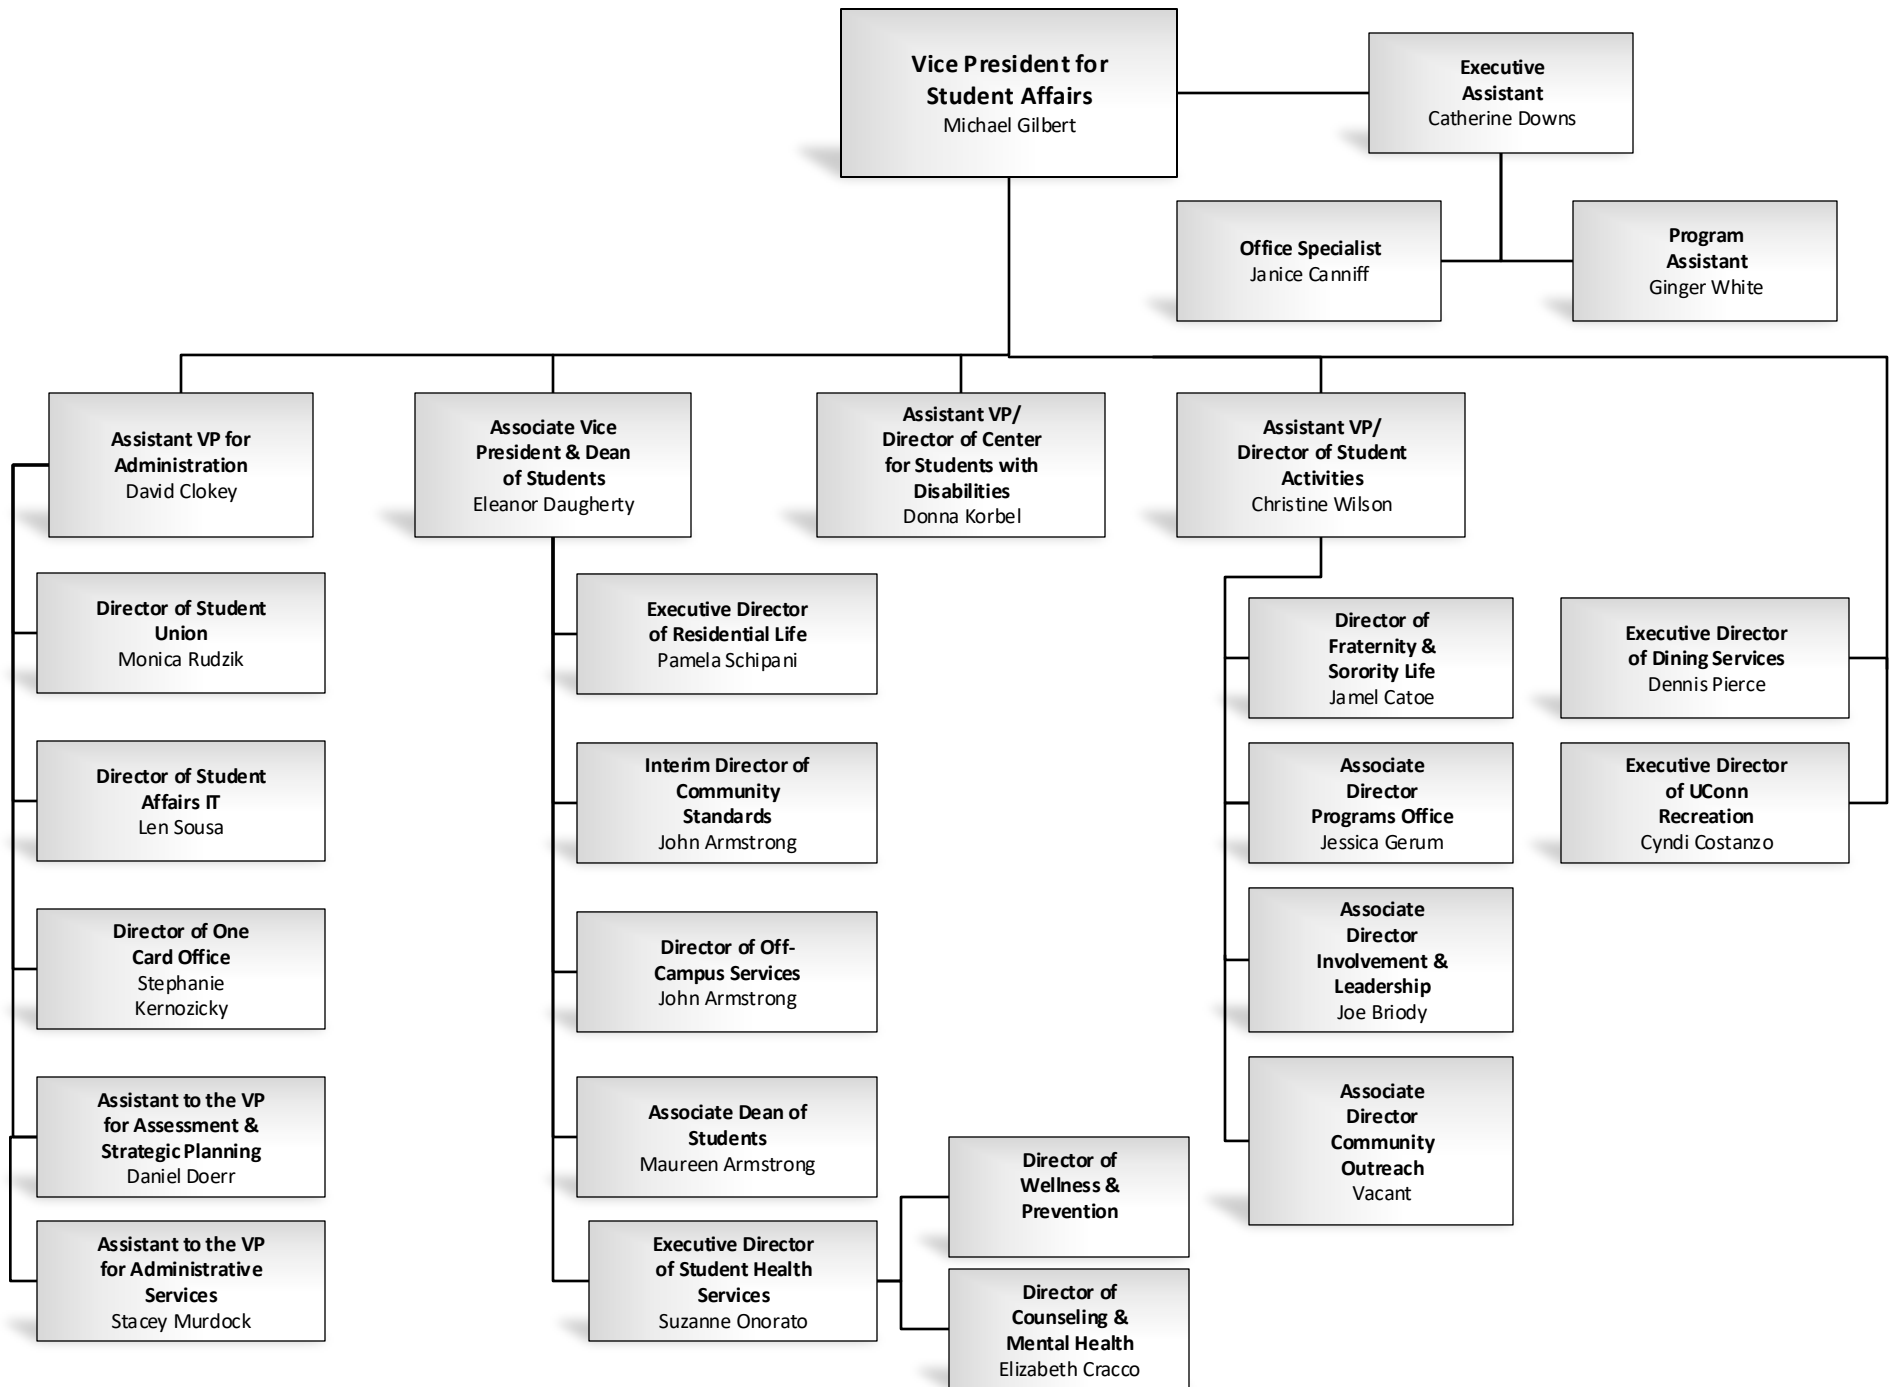 Vice President for
Student Affairs
Michael Gilbert
Executive
Assistant
Catherine Downs
Office Specialist
Janice Canniff
Program
Assistant
Ginger White
Assistant VP for
Administration
David Clokey
Associate Vice
President & Dean
of Students
Eleanor Daugherty
Assistant VP/
Director of Center
for Students with
Disabilities
Donna Korbel
Assistant VP/
Director of Student
Activities
Christine Wilson
Director of Student
Union
Monica Rudzik
Director of Student
Affairs IT
Len Sousa
Director of One
Card Office
Stephanie
Kernozicky
Assistant to the VP
for Assessment &
Strategic Planning
Daniel Doerr
Assistant to the VP
for Administrative
Services
Stacey Murdock
Executive Director
of Residential Life
Pamela Schipani
Interim Director of
Community
Standards
John Armstrong
Director of Off-
Campus Services
John Armstrong
Associate Dean of
Students
Maureen Armstrong
Executive Director
of Student Health
Services
Suzanne Onorato
Director of
Wellness &
Prevention
Director of
Counseling &
Mental Health
Elizabeth Cracco
Director of
Fraternity &
Sorority Life
Jamel Catoe
Associate
Director
Programs Office
Jessica Gerum
Associate
Director
Involvement &
Leadership
Joe Briody
Associate
Director
Community
Outreach
Vacant
Executive Director
of Dining Services
Dennis Pierce
Executive Director
of UConn
Recreation
Cyndi Costanzo